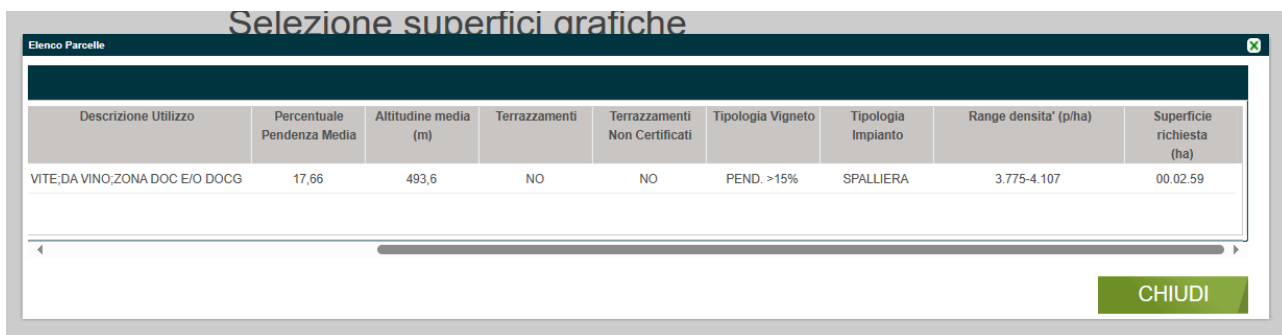 Selezione superfici grafiche
Elenco Parcelle
Descrizione Utilizzo Percentuale Pendenza Media Altitudine media (m) Terrazzamenti Terrazzamenti Non Certificati Tipologia Vigneto Tipologia Impianto Range densita' (p/ha) Superficie richiesta (ha)
VITE;DA VINO;ZONA DOC E/O DOCG 17,66 493,6 NO NO PEND. >15% SPALLIERA 3.775-4.107 00.02.59
CHIUDI